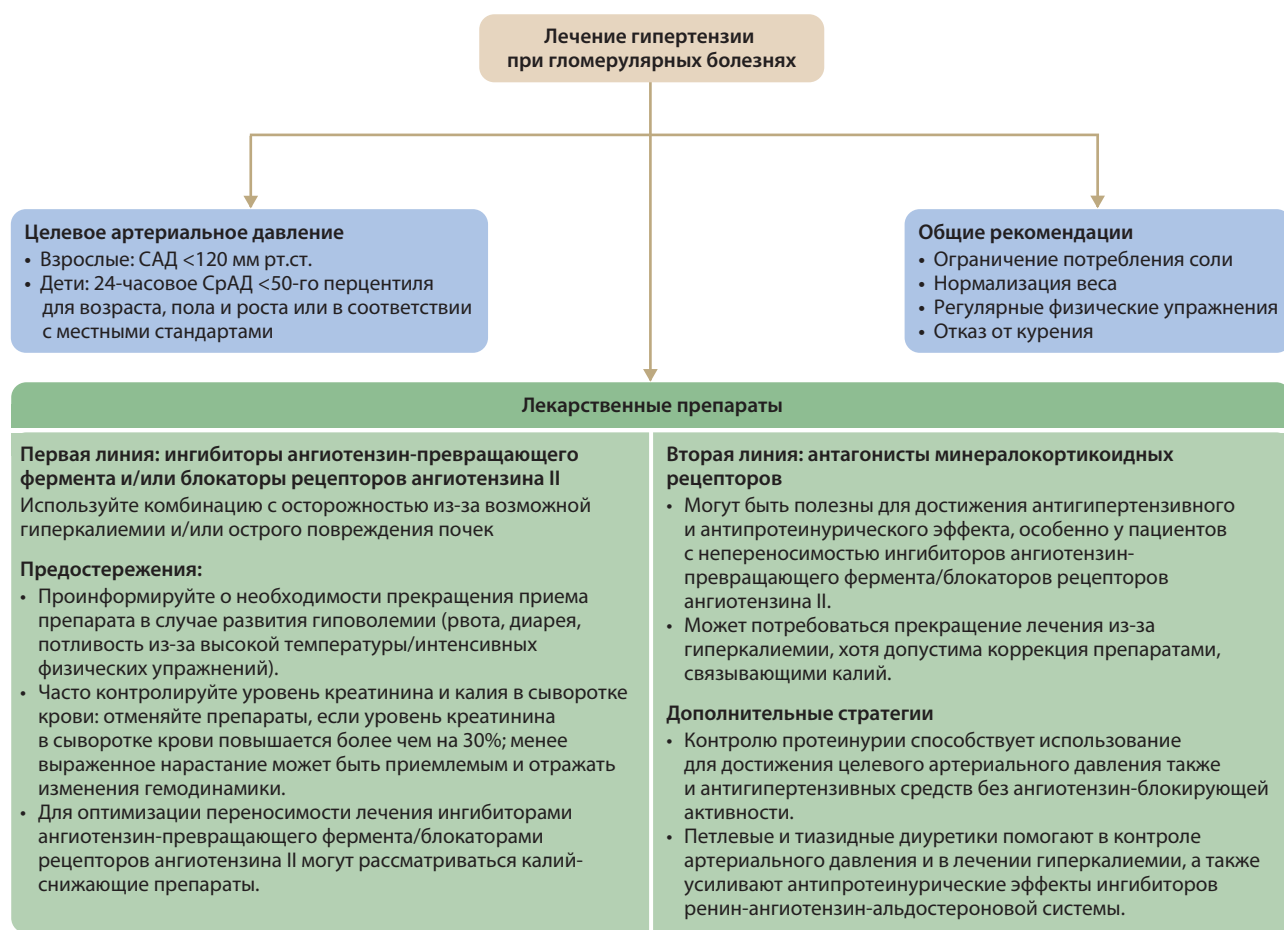 Лечение гипертензии
при гломерулярных болезнях
Целевое артериальное давление
• Взрослые: САД <120 мм рт.ст.
• Дети: 24-часовое СрАД <50-го перцентиля
для возраста, пола и роста или в соответствии
с местными стандартами
Общие рекомендации
• Ограничение потребления соли
• Нормализация веса
• Регулярные физические упражнения
• Отказ от курения
Лекарственные препараты
Первая линия: ингибиторы ангиотензин-превращающего
фермента и/или блокаторы рецепторов ангиотензина II
Используйте комбинацию с осторожностью из-за возможной
гиперкалиемии и/или острого повреждения почек
Предостережения:
• Проинформируйте о необходимости прекращения приема
препарата в случае развития гиповолемии (рвота, диарея,
потливость из-за высокой температуры/интенсивных
физических упражнений).
• Часто контролируйте уровень креатинина и калия в сыворотке
крови: отменяйте препараты, если уровень креатинина
в сыворотке крови повышается более чем на 30%; менее
выраженное нарастание может быть приемлемым и отражать
изменения гемодинамики.
• Для оптимизации переносимости лечения ингибиторами
ангиотензин-превращающего фермента/блокаторами
рецепторов ангиотензина II могут рассматриваться калий-
снижающие препараты.
Вторая линия: антагонисты минералокортикоидных
рецепторов
• Могут быть полезны для достижения антигипертензивного
и антипротеинурического эффекта, особенно у пациентов
с непереносимостью ингибиторов ангиотензин-
превращающего фермента/блокаторов рецепторов
ангиотензина II.
• Может потребоваться прекращение лечения из-за
гиперкалиемии, хотя допустима коррекция препаратами,
связывающими калий.
Дополнительные стратегии
• Контролю протеинурии способствует использование
для достижения целевого артериального давления также
и антигипертензивных средств без ангиотензин-блокирующей
активности.
• Петлевые и тиазидные диуретики помогают в контроле
артериального давления и в лечении гиперкалиемии, а также
усиливают антипротеинурические эффекты ингибиторов
ренин-ангиотензин-альдостероновой системы.